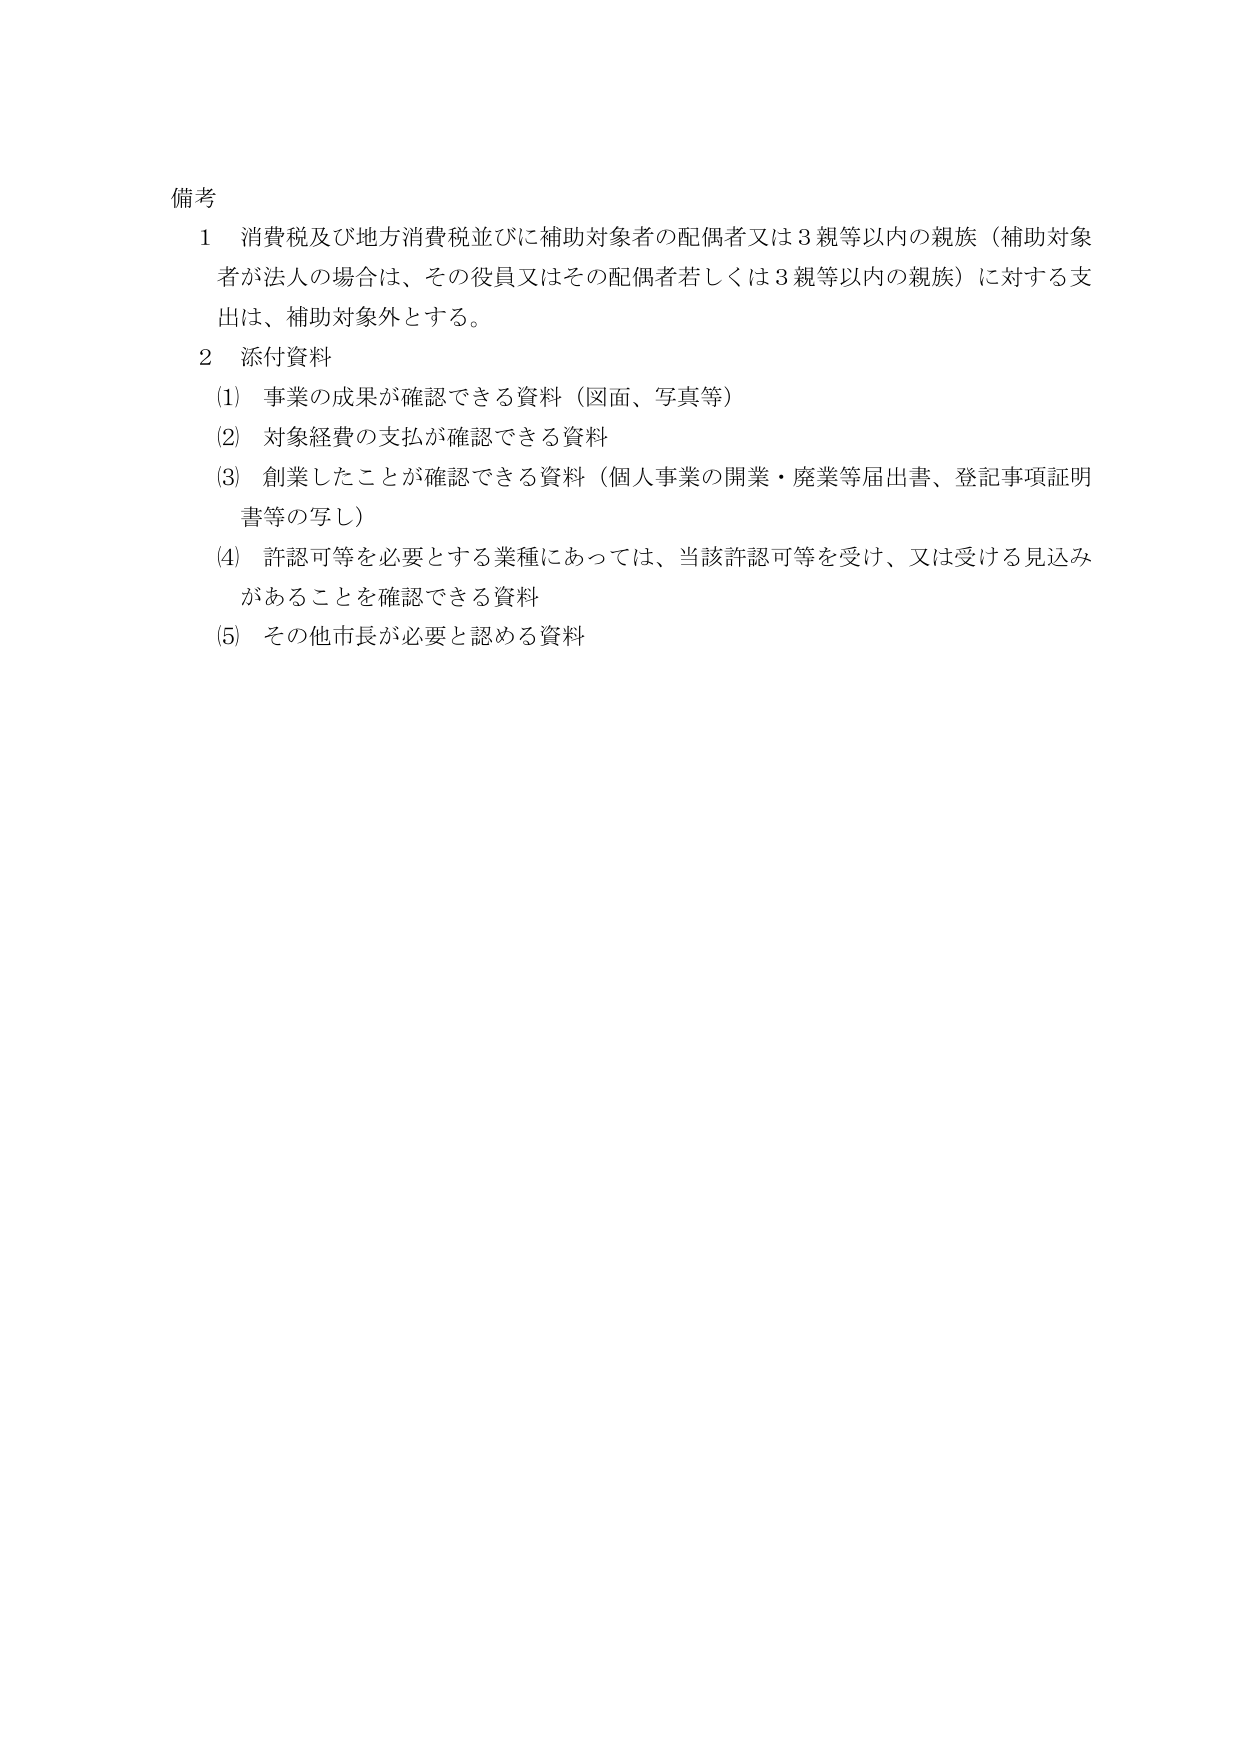 備考
１　消費税及び地方消費税並びに補助対象者の配偶者又は３親等以内の親族（補助対象
者が法人の場合は、その役員又はその配偶者若しくは３親等以内の親族）に対する支
出は、補助対象外とする。
２　添付資料
⑴　事業の成果が確認できる資料（図面、写真等）
⑵　対象経費の支払が確認できる資料
⑶　創業したことが確認できる資料（個人事業の開業・廃業等届出書、登記事項証明
書等の写し）
⑷　許認可等を必要とする業種にあっては、当該許認可等を受け、又は受ける見込み
があることを確認できる資料
⑸　その他市長が必要と認める資料